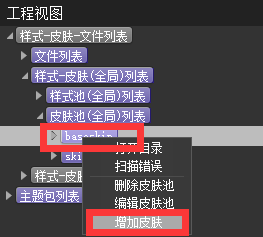 工程视图
样式-皮肤-文件列表
文件列表
样式-皮肤(全局)列表
样式池(全局)列表
皮肤池(全局)列表
baseskin
打开目录
扫描错误
删除皮肤池
编辑皮肤池
增加皮肤
样式-皮
主题包列表